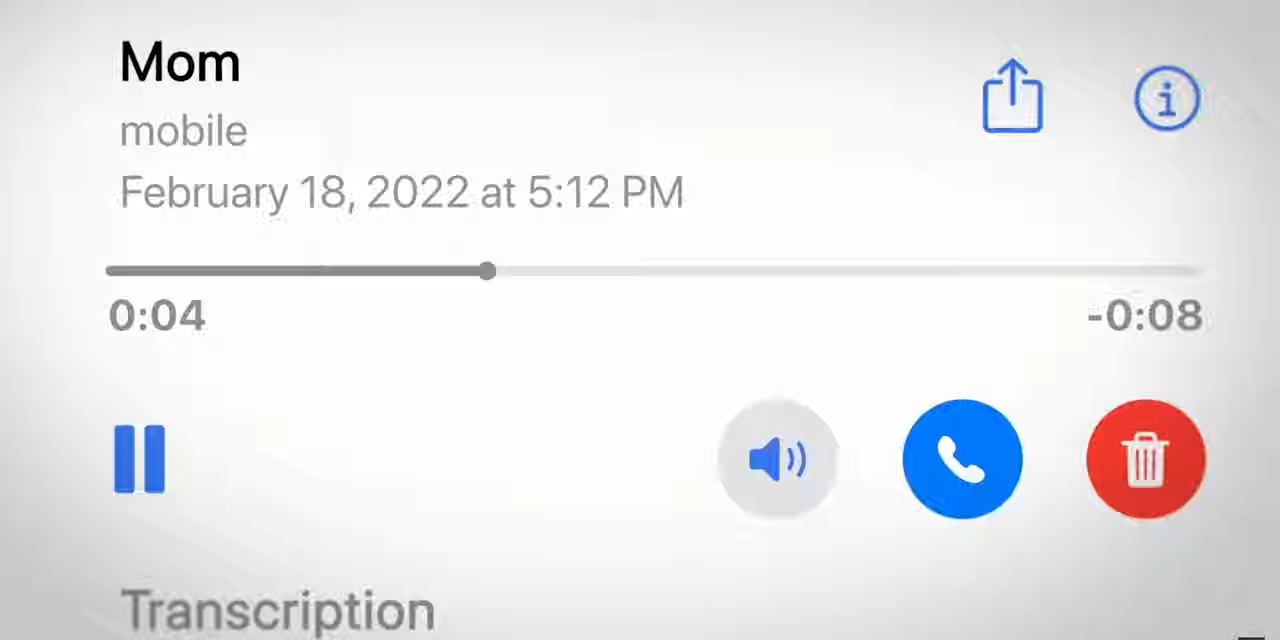 Mom
mobile
February 18, 2022 at 5:12 PM
0:04
-0:08
Transcription